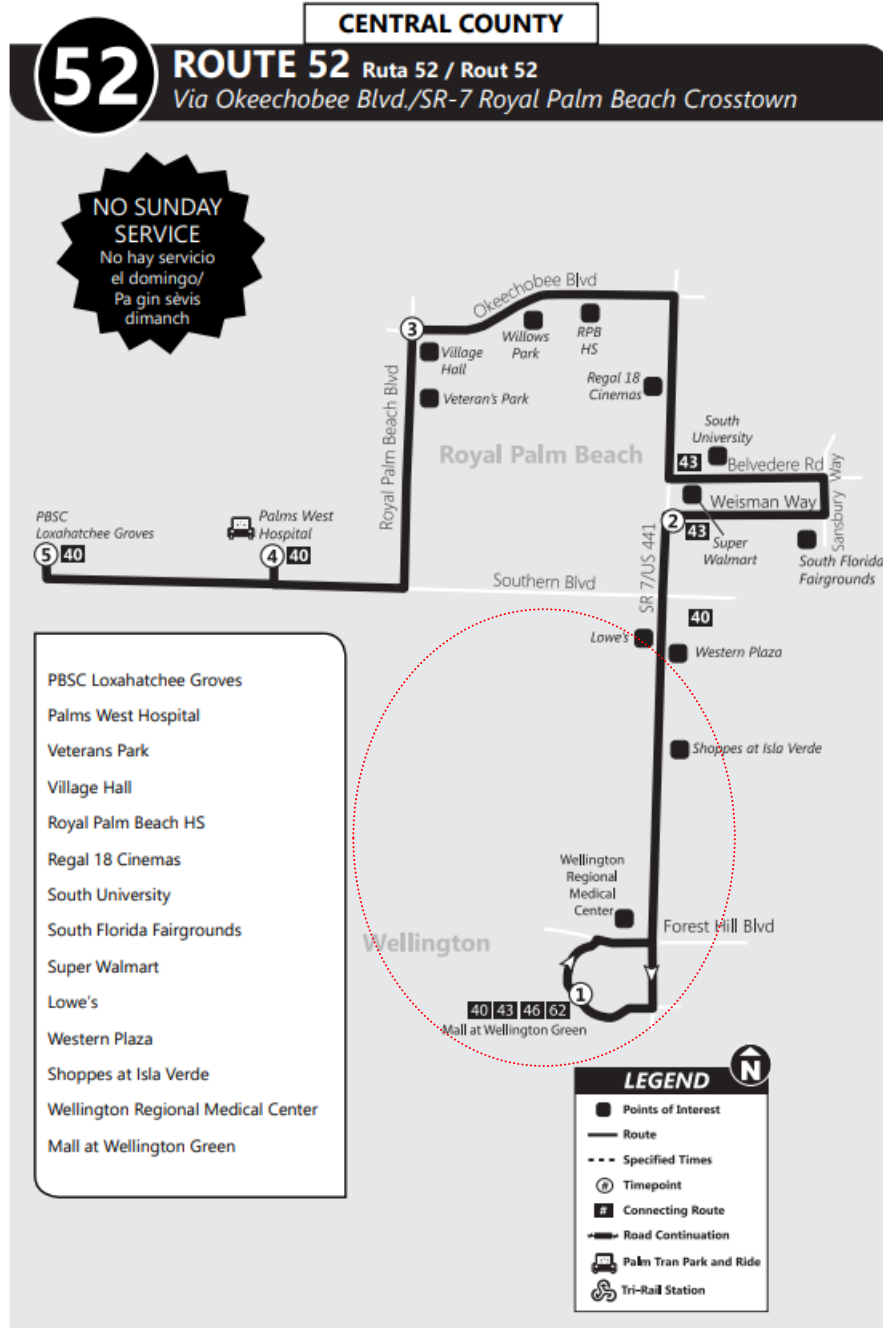 CENTRAL COUNTY
52
ROUTE 52 Ruta 52 / Rout 52
Via Okeechobee Blvd./SR-7 Royal Palm Beach Crosstown
NO SUNDAY
SERVICE
No hay servicio
el domingo/
Pa gin sèvis
dimanch
Okeechobee Blvd
3
Village
Hall
Willows
Park
RPB
HS
Veteran's Park
Regal 18
Cinemas
Royal Palm Beach Blvd
Royal Palm Beach
South
University
43
Belvedere Rd
Weisman Way
Sansbury Way
2
43
Super
Walmart
South Florida
Fairgrounds
PBSC
Loxahatchee Groves
5 40
Palms West
Hospital
4 40
Southern Blvd
SR 7/US 441
40
Lowe's
Western Plaza
Shoppes at Isla Verde
Wellington
Regional
Medical
Center
Forest Hill Blvd
Wellington
1
40 43 46 62
Mall at Wellington Green
PBSC Loxahatchee Groves
Palms West Hospital
Veterans Park
Village Hall
Royal Palm Beach HS
Regal 18 Cinemas
South University
South Florida Fairgrounds
Super Walmart
Lowe's
Western Plaza
Shoppes at Isla Verde
Wellington Regional Medical Center
Mall at Wellington Green
N
LEGEND
Points of Interest
Route
Specified Times
# Timepoint
# Connecting Route
Road Continuation
Palm Tran Park and Ride
Tri-Rail Station